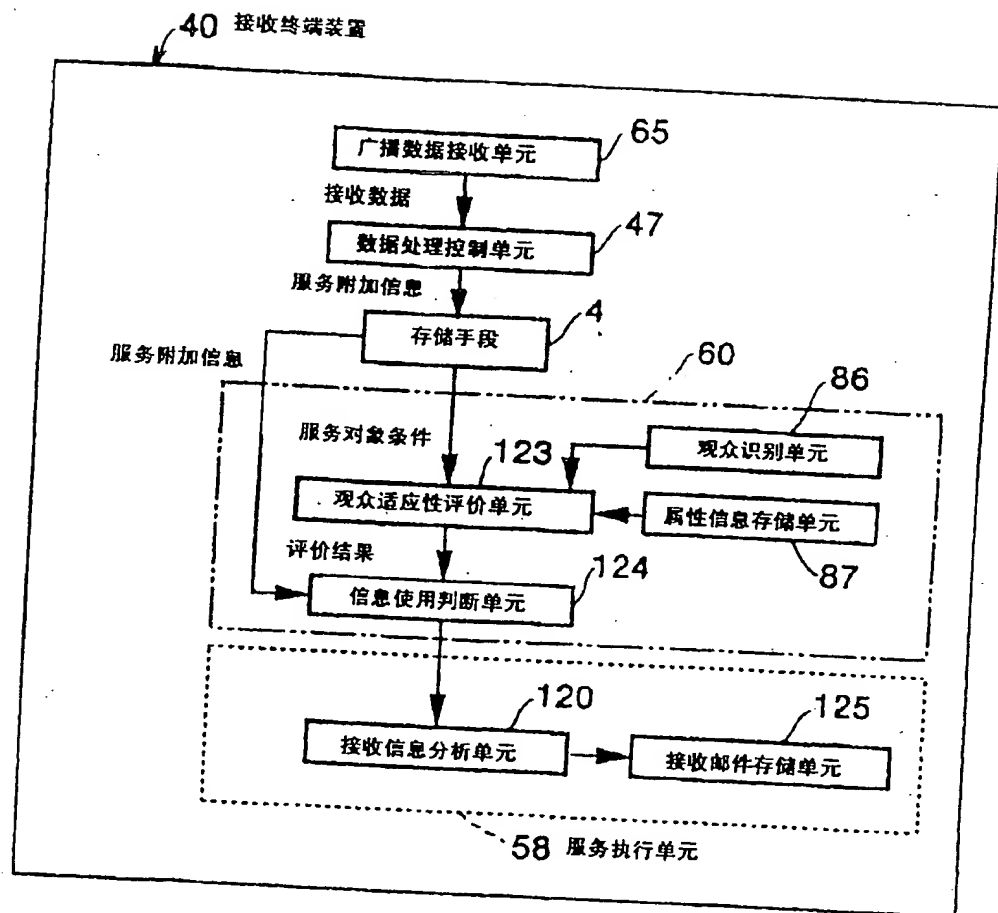 40 接收终端装置
65
广播数据接收单元
接收数据
47
数据处理控制单元
服务附加信息
4
存储手段
服务附加信息
60
86
服务对象条件
观众识别单元
123
观众适应性评价单元
属性信息存储单元
评价结果
87
124
信息使用判断单元
120
125
接收信息分析单元
接收邮件存储单元
58 服务执行单元